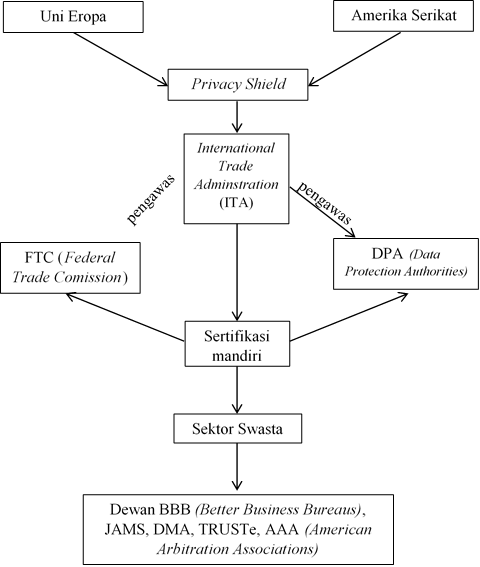 Uni Eropa
Amerika Serikat
Privacy Shield
International
Trade
Adminstration
(ITA)
pengawas
pengawas
FTC (Federal
Trade Comission)
DPA (Data
Protection Authorities)
Sertifikasi
mandiri
Sektor Swasta
Dewan BBB (Better Business Bureaus),
JAMS, DMA, TRUSTe, AAA (American
Arbitration Associations)